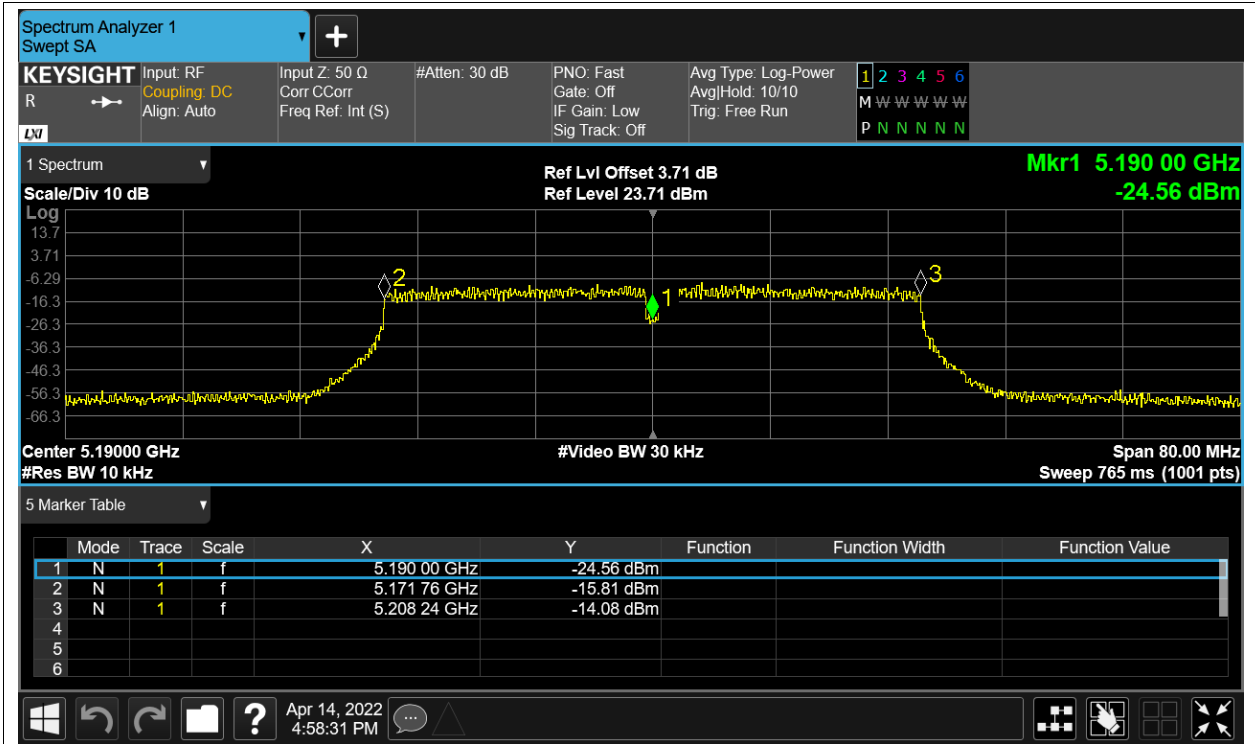 Spectrum Analyzer 1
Swept SA
KEYSIGHT
R
LXI
Input: RF
Coupling: DC
Align: Auto
Input Z: 50 Ω
Corr CCorr
Freq Ref: Int (S)
#Atten: 30 dB
PNO: Fast
Gate: Off
IF Gain: Low
Sig Track: Off
Avg Type: Log-Power
Avg|Hold: 10/10
Trig: Free Run
1 2 3 4 5 6
M W W W W W
P N N N N N
1 Spectrum
Scale/Div 10 dB
Ref Lvl Offset 3.71 dB
Ref Level 23.71 dBm
Mkr1 5.190 00 GHz
-24.56 dBm
Log
13.7
3.71
-6.29
-16.3
-26.3
-36.3
-46.3
-56.3
-66.3
2
1
3
Center 5.19000 GHz
#Res BW 10 kHz
#Video BW 30 kHz
Span 80.00 MHz
Sweep 765 ms (1001 pts)
5 Marker Table
Mode Trace Scale X Y Function Function Width Function Value
1 N 1 f 5.190 00 GHz -24.56 dBm
2 N 1 f 5.171 76 GHz -15.81 dBm
3 N 1 f 5.208 24 GHz -14.08 dBm
4
5
6
?
Apr 14, 2022
4:58:31 PM